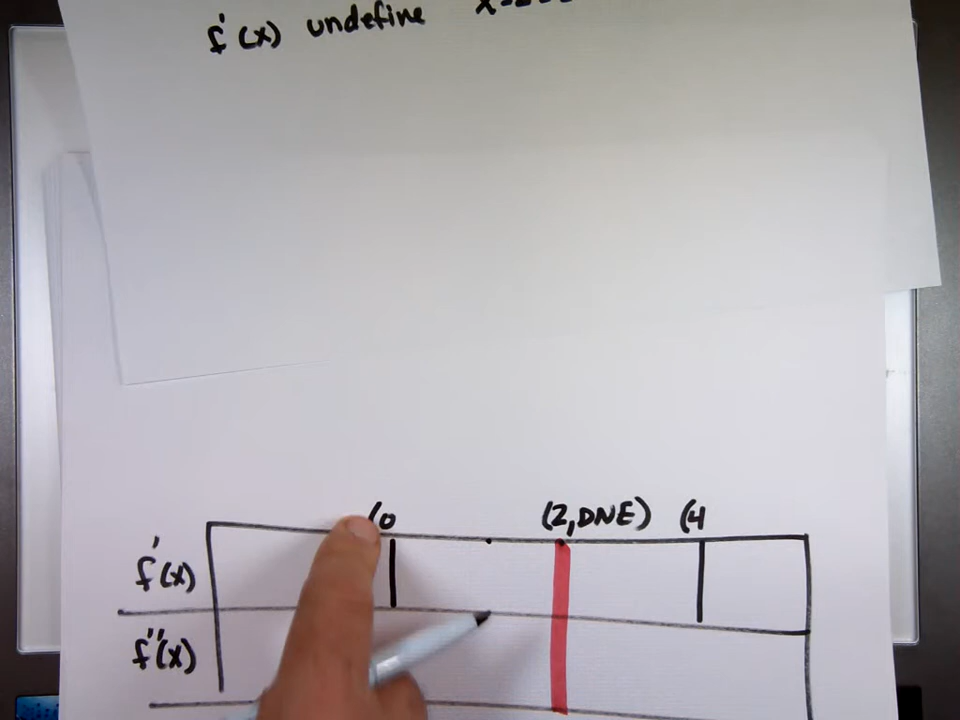 f'(x) undefine
(0 (2,DNE) (4
f'(x)
f''(x)